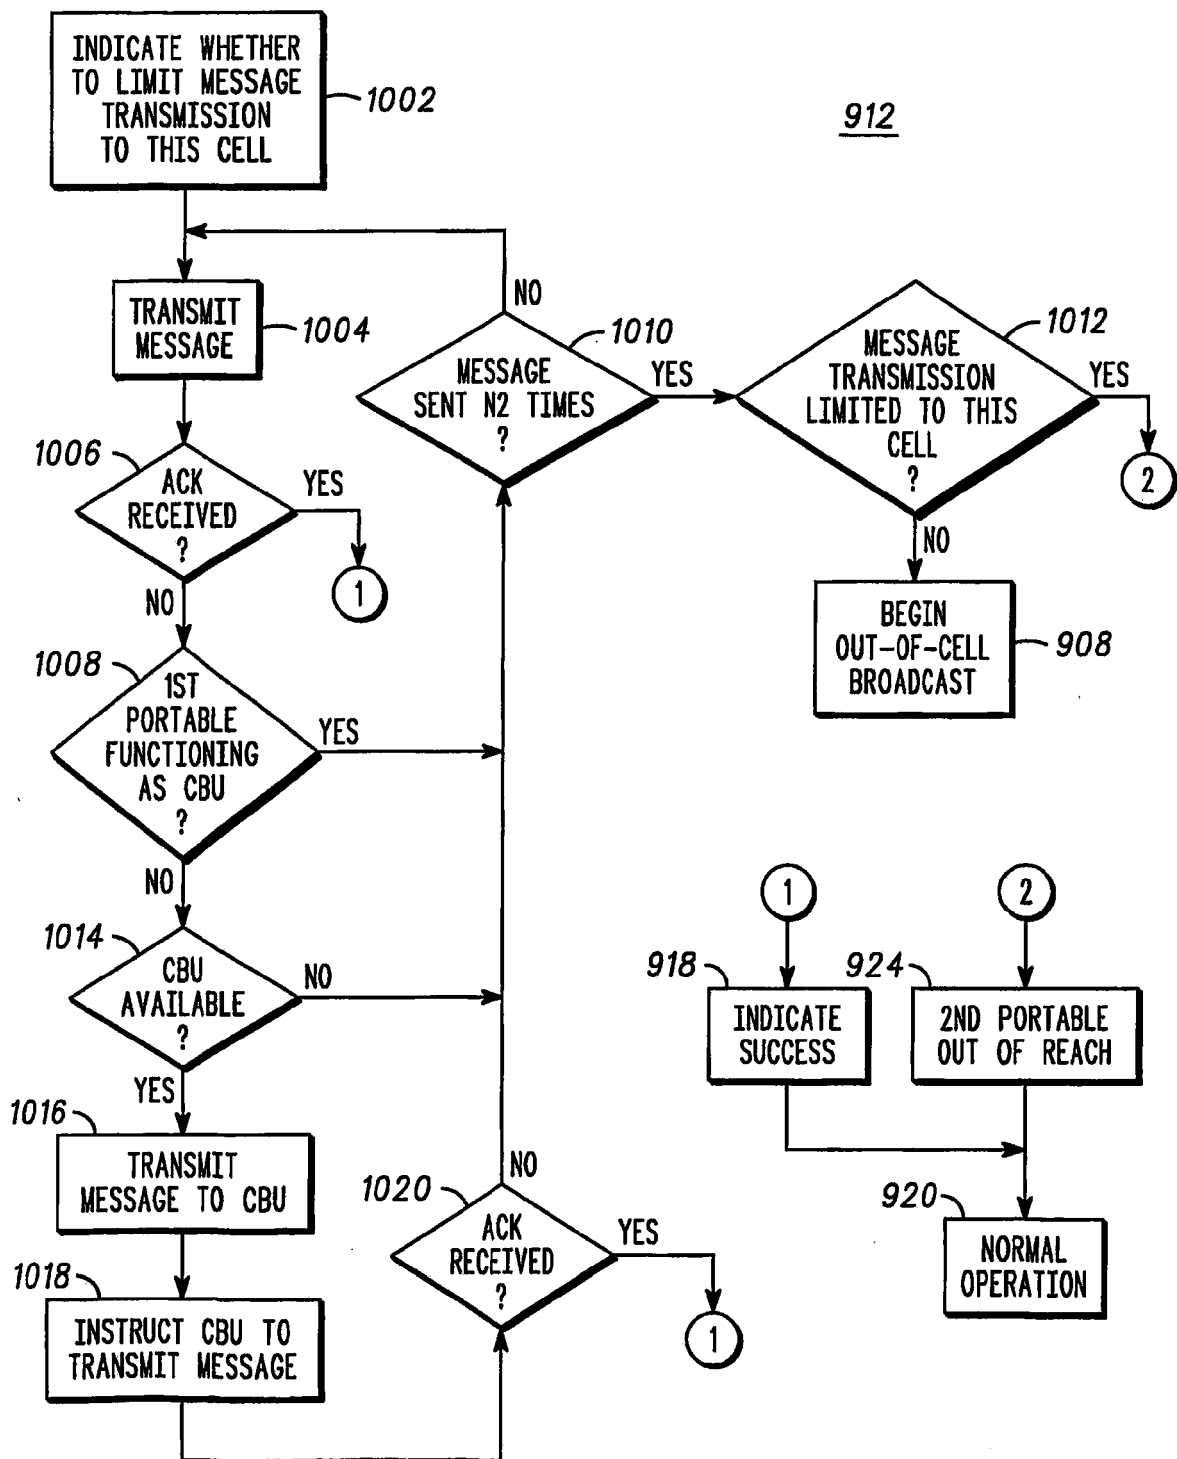 INDICATE WHETHER
TO LIMIT MESSAGE
TRANSMISSION
TO THIS CELL
1002
912
TRANSMIT
MESSAGE
1004
NO
MESSAGE
SENT N2 TIMES
?
1010
YES
MESSAGE
TRANSMISSION
LIMITED TO THIS
CELL
?
1012
YES
2
NO
BEGIN
OUT-OF-CELL
BROADCAST
908
1006
ACK
RECEIVED
?
YES
1
NO
1008
1ST
PORTABLE
FUNCTIONING
AS CBU
?
YES
NO
1014
CBU
AVAILABLE
?
NO
YES
1016
TRANSMIT
MESSAGE TO CBU
1018
INSTRUCT CBU TO
TRANSMIT MESSAGE
NO
1020
ACK
RECEIVED
?
YES
1
1
918
INDICATE
SUCCESS
2
924
2ND PORTABLE
OUT OF REACH
920
NORMAL
OPERATION